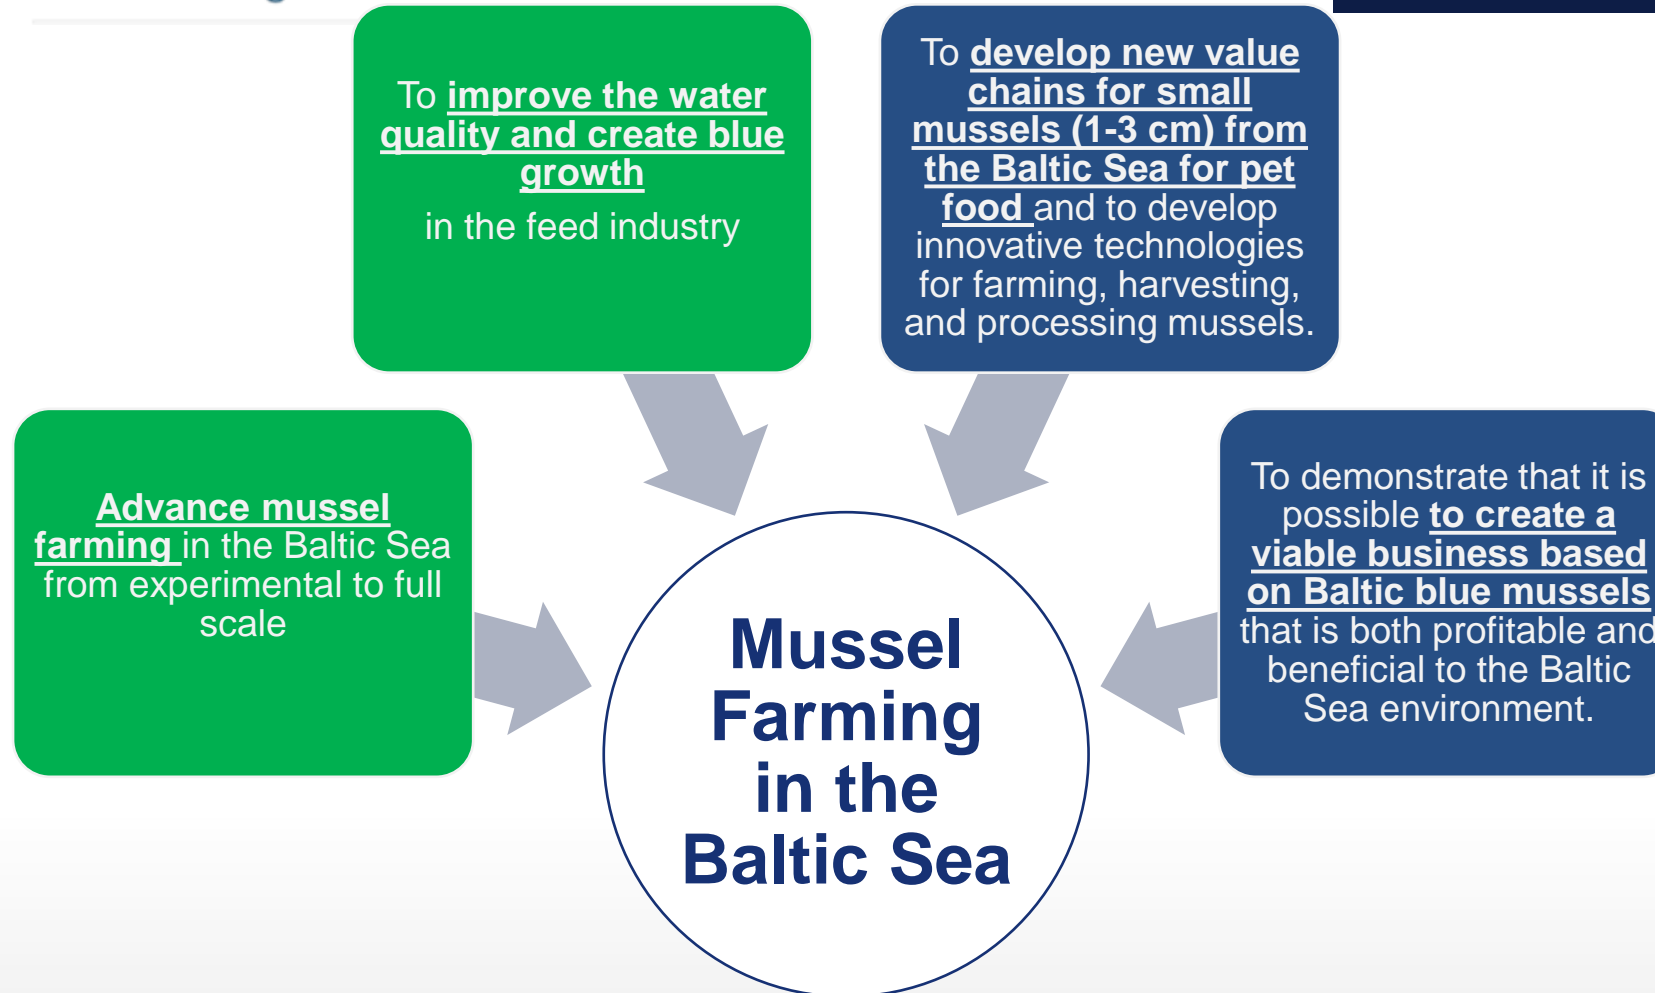 To improve the water
quality and create blue
growth
in the feed industry
To develop new value
chains for small
mussels (1-3 cm) from
the Baltic Sea for pet
food and to develop
innovative technologies
for farming, harvesting,
and processing mussels.
Advance mussel
farming in the Baltic Sea
from experimental to full
scale
To demonstrate that it is
possible to create a
viable business based
on Baltic blue mussels
that is both profitable and
beneficial to the Baltic
Sea environment.
Mussel
Farming
in the
Baltic Sea